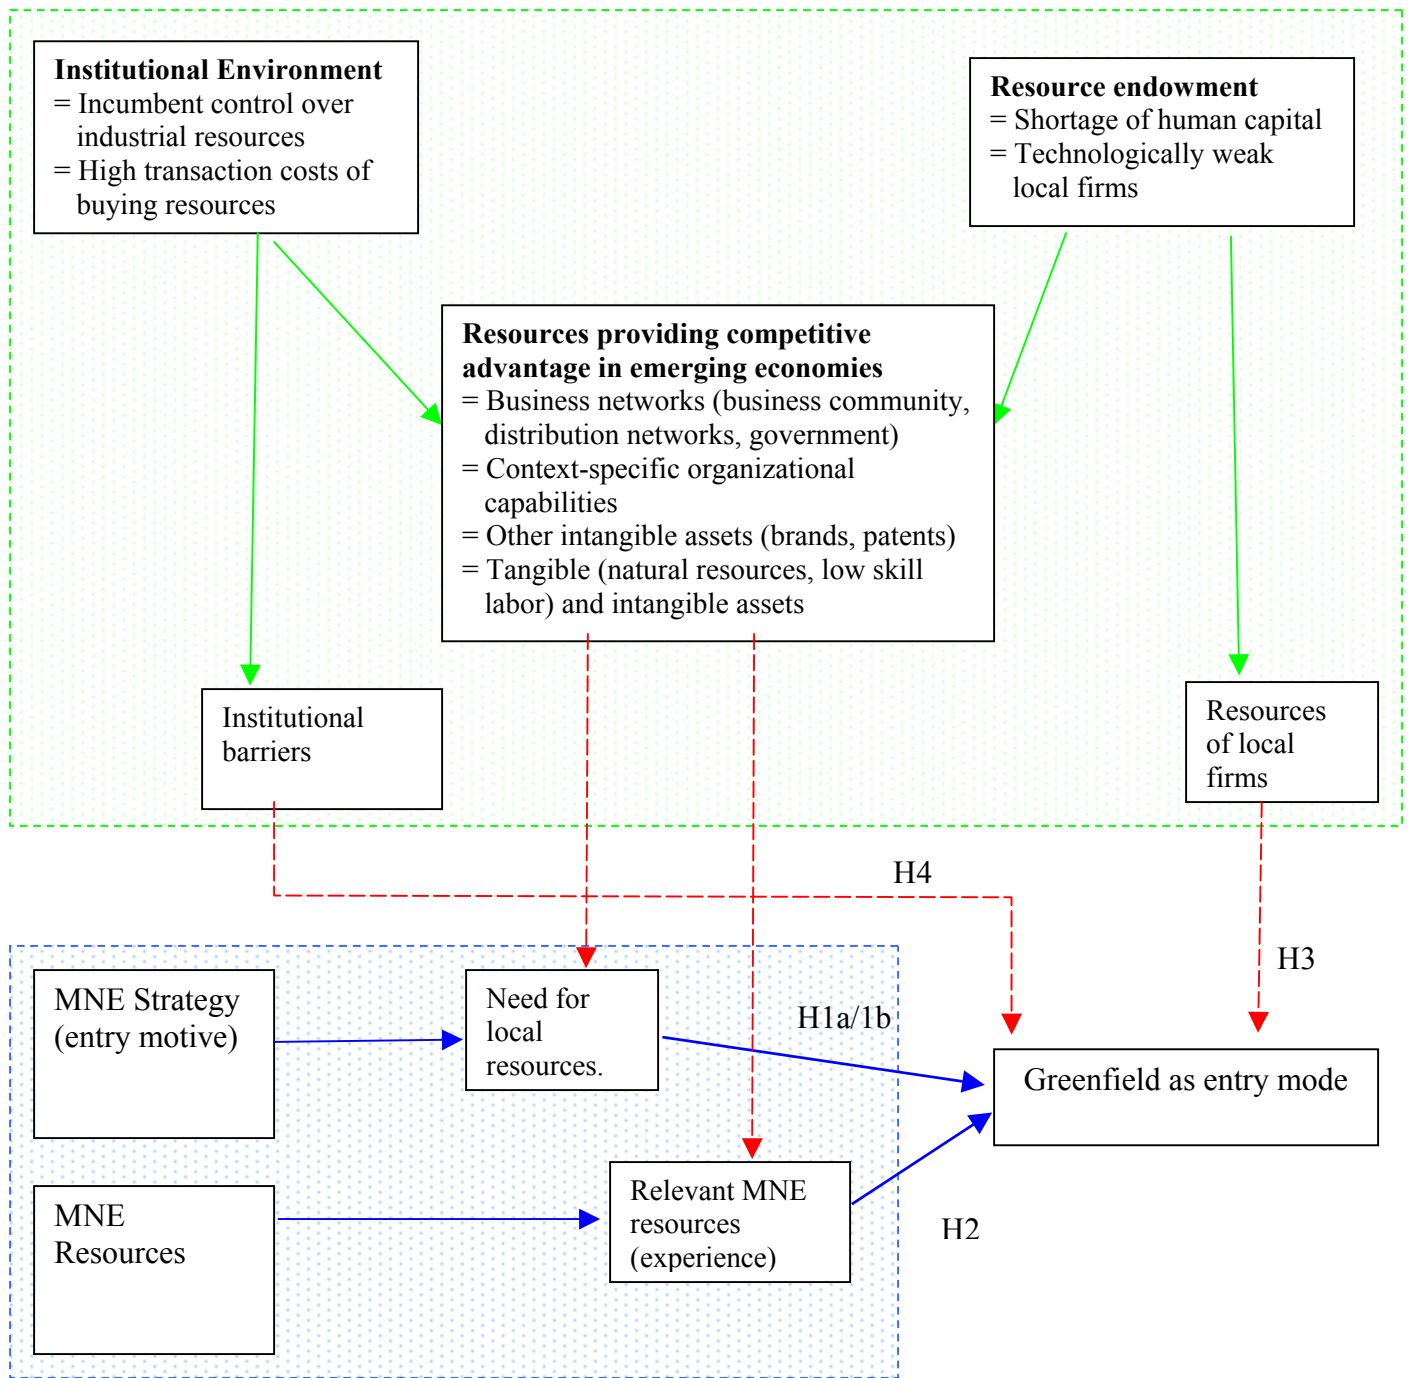 Institutional Environment
= Incumbent control over
industrial resources
= High transaction costs of
buying resources
Resource endowment
= Shortage of human capital
= Technologically weak
local firms
Resources providing competitive
advantage in emerging economies
= Business networks (business community,
distribution networks, government)
= Context-specific organizational
capabilities
= Other intangible assets (brands, patents)
= Tangible (natural resources, low skill
labor) and intangible assets
Institutional
barriers
Resources
of local
firms
H4
H3
MNE Strategy
(entry motive)
Need for
local
resources.
H1a/1b
Greenfield as entry mode
MNE
Resources
Relevant MNE
resources
(experience)
H2